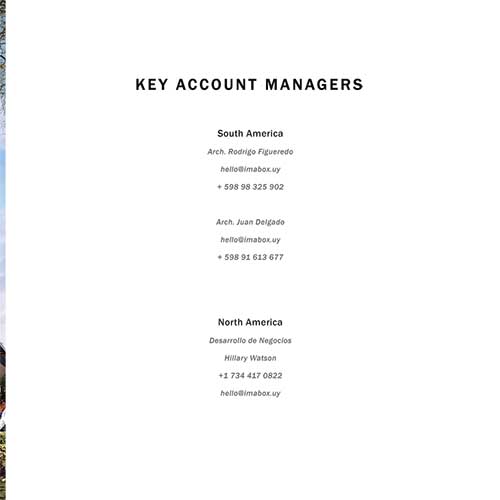 KEY ACCOUNT MANAGERS
South America
Arch. Rodrigo Figueredo
hello@imabox.uy
+ 598 98 325 902
Arch. Juan Delgado
hello@imabox.uy
+ 598 91 613 677
North America
Desarrollo de Negocios
Hillary Watson
+1 734 417 0822
hello@imabox.uy